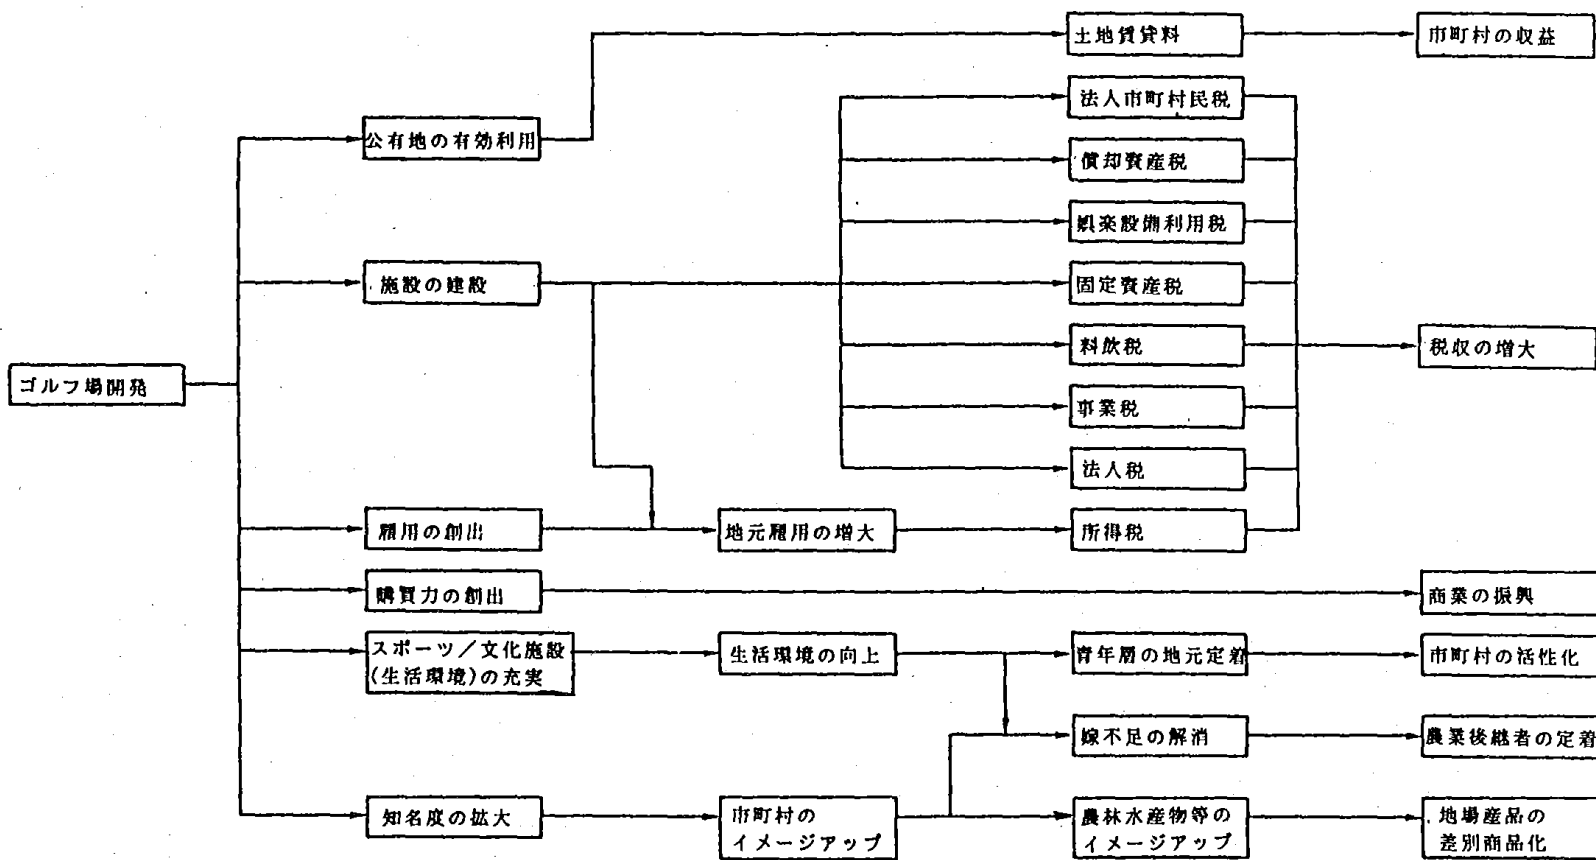 土地賃貸料
市町村の収益
法人市町村民税
公有地の有効利用
償却資産税
娯楽設備利用税
施設の建設
固定資産税
料飲税
税収の増大
ゴルフ場開発
事業税
法人税
雇用の創出
地元雇用の増大
所得税
購買力の創出
商業の振興
スポーツ／文化施設
(生活環境)の充実
生活環境の向上
青年層の地元定着
市町村の活性化
嫁不足の解消
農業後継者の定着
知名度の拡大
市町村の
イメージアップ
農林水産物等の
イメージアップ
地場産品の
差別商品化